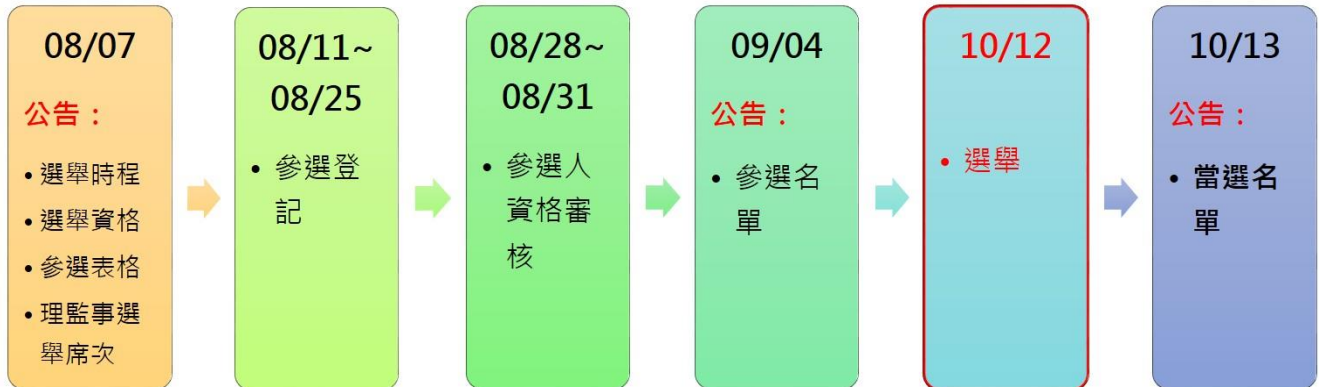 08/07
公告：
• 選舉時程
• 選舉資格
• 參選表格
• 理監事選
舉席次
08/11~
08/25
• 參選登
記
08/28~
08/31
• 參選人
資格審
核
09/04
公告：
• 參選名
單
10/12
• 選舉
10/13
公告：
• 當選名
單